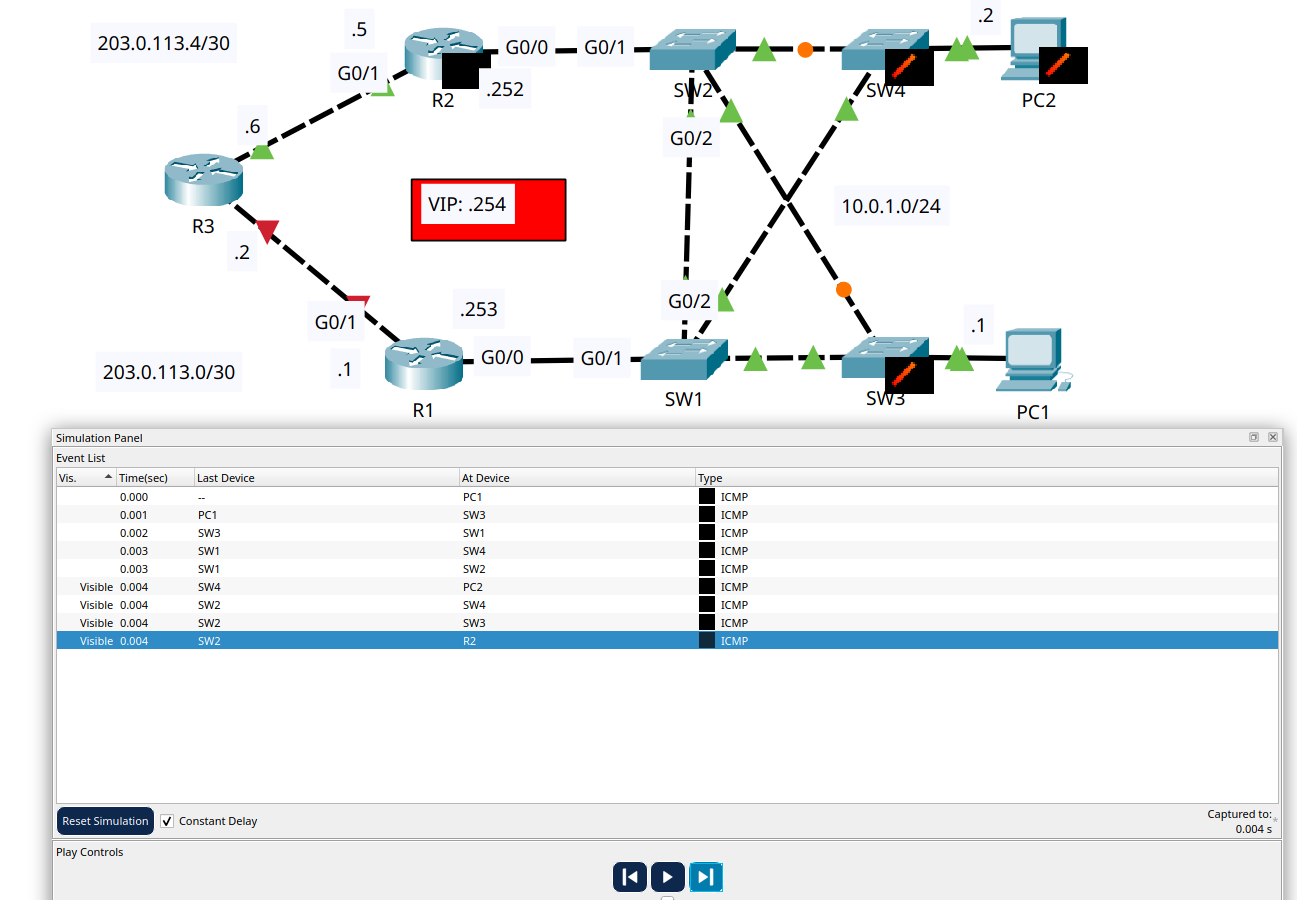 .2
.5
203.0.113.4/30
G0/0
G0/1
G0/1
.252
SW2
SW4
R2
PC2
.6
G0/2
VIP: .254
10.0.1.0/24
R3
.2
G0/2
.253
G0/1
.1
G0/0
G0/1
203.0.113.0/30
.1
SW1
SW3
R1
PC1
Simulation Panel
Event List
Vis. Time(sec) Last Device At Device Type
0.000 -- PC1 ICMP
0.001 PC1 SW3 ICMP
0.002 SW3 SW1 ICMP
0.003 SW1 SW4 ICMP
0.003 SW1 SW2 ICMP
Visible 0.004 SW4 PC2 ICMP
Visible 0.004 SW2 SW4 ICMP
Visible 0.004 SW2 SW3 ICMP
Visible 0.004 SW2 R2 ICMP
Reset Simulation Constant Delay
Captured to:*
0.004 s
Play Controls